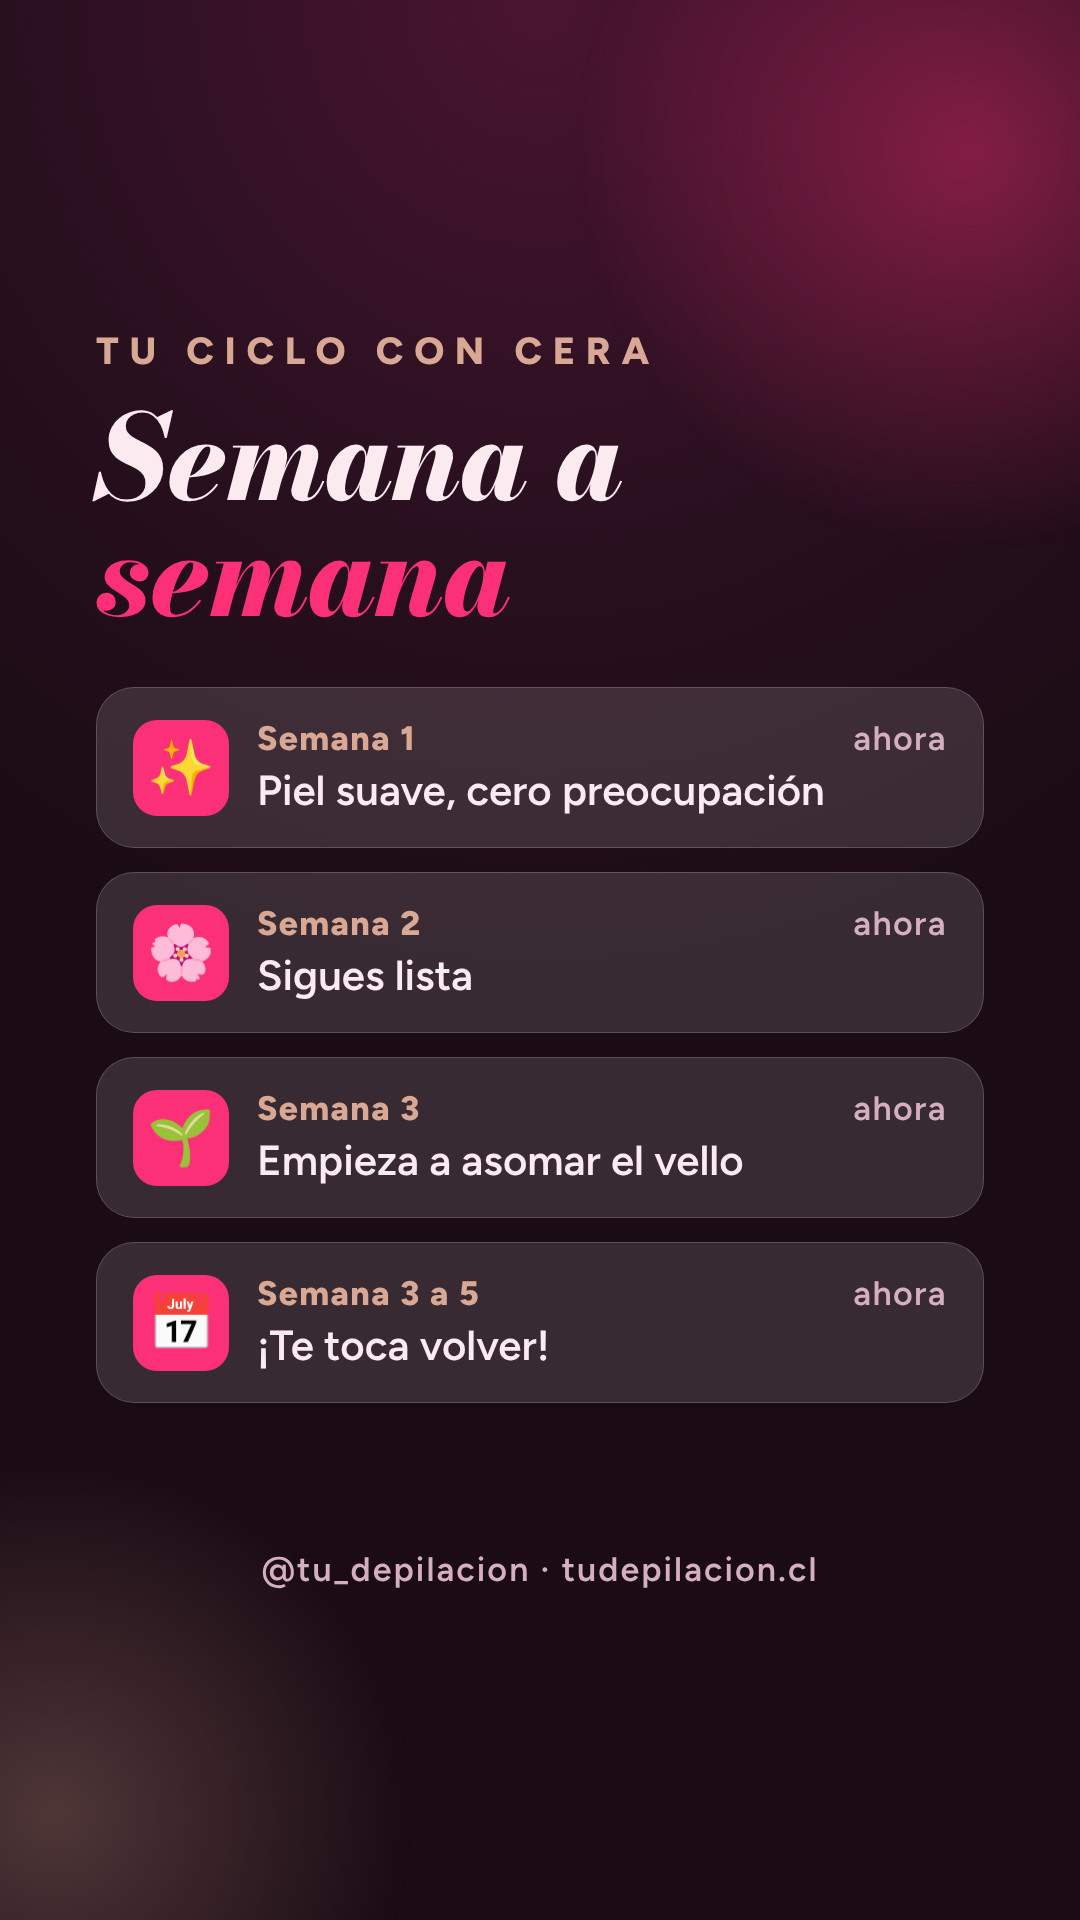 TU CICLO CON CERA
Semana a
semana
Semana 1 ahora
Piel suave, cero preocupación
Semana 2 ahora
Sigues lista
Semana 3 ahora
Empieza a asomar el vello
July
17
Semana 3 a 5 ahora
¡Te toca volver!
@tu_depilacion · tudepilacion.cl